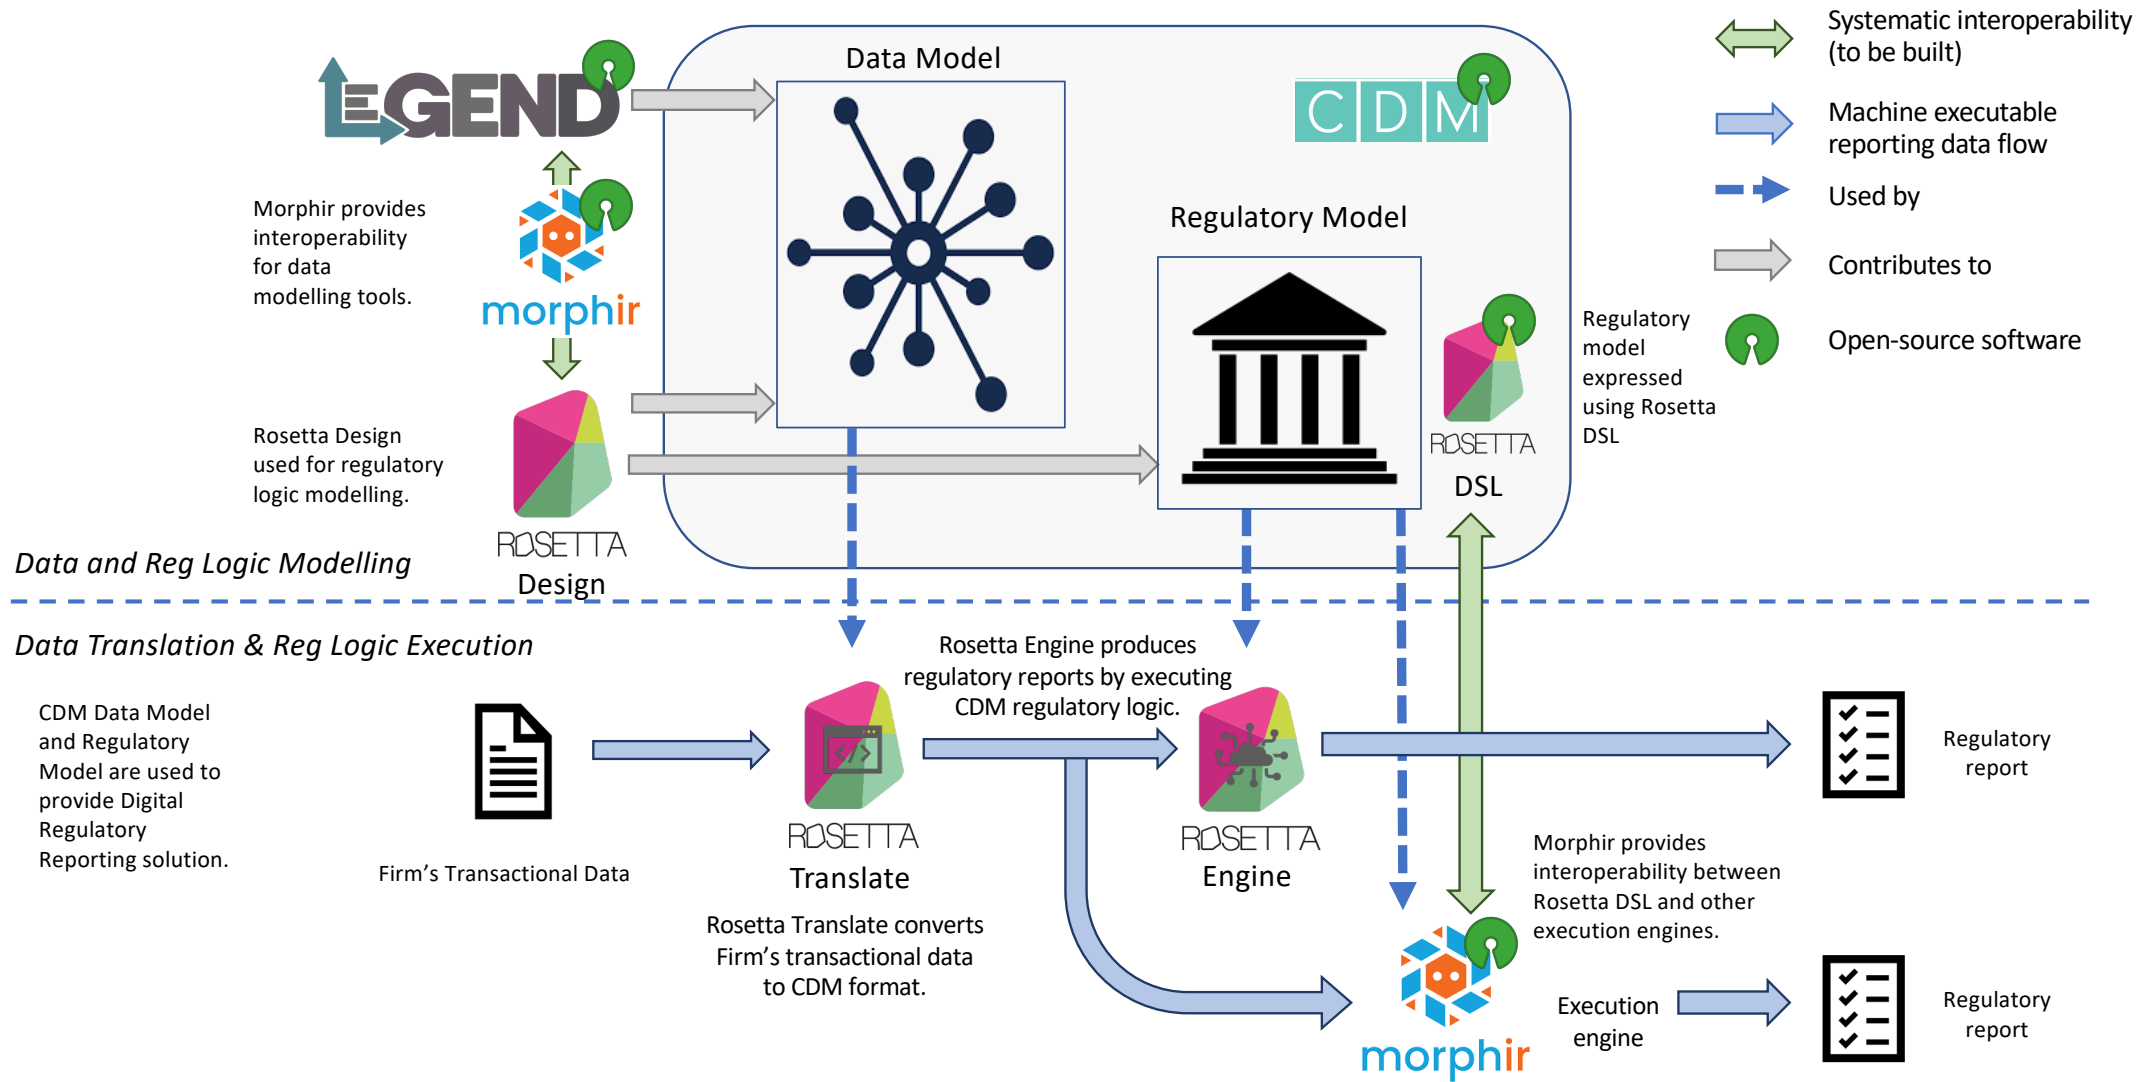 LEGEND
Data Model
CDM
Systematic interoperability
(to be built)
Machine executable
reporting data flow
Used by
Contributes to
Open-source software
Morphir provides
interoperability
for data
modelling tools.
morphir
Regulatory Model
Regulatory
model
expressed
using Rosetta
DSL
ROSETTA
DSL
Rosetta Design
used for regulatory
logic modelling.
ROSETTA
Design
Data and Reg Logic Modelling
Data Translation & Reg Logic Execution
CDM Data Model
and Regulatory
Model are used to
provide Digital
Regulatory
Reporting solution.
Firm’s Transactional Data
</>
ROSETTA
Translate
Rosetta Translate converts
Firm’s transactional data
to CDM format.
Rosetta Engine produces
regulatory reports by executing
CDM regulatory logic.
ROSETTA
Engine
Regulatory
report
Morphir provides
interoperability between
Rosetta DSL and other
execution engines.
morphir
Execution
engine
Regulatory
report